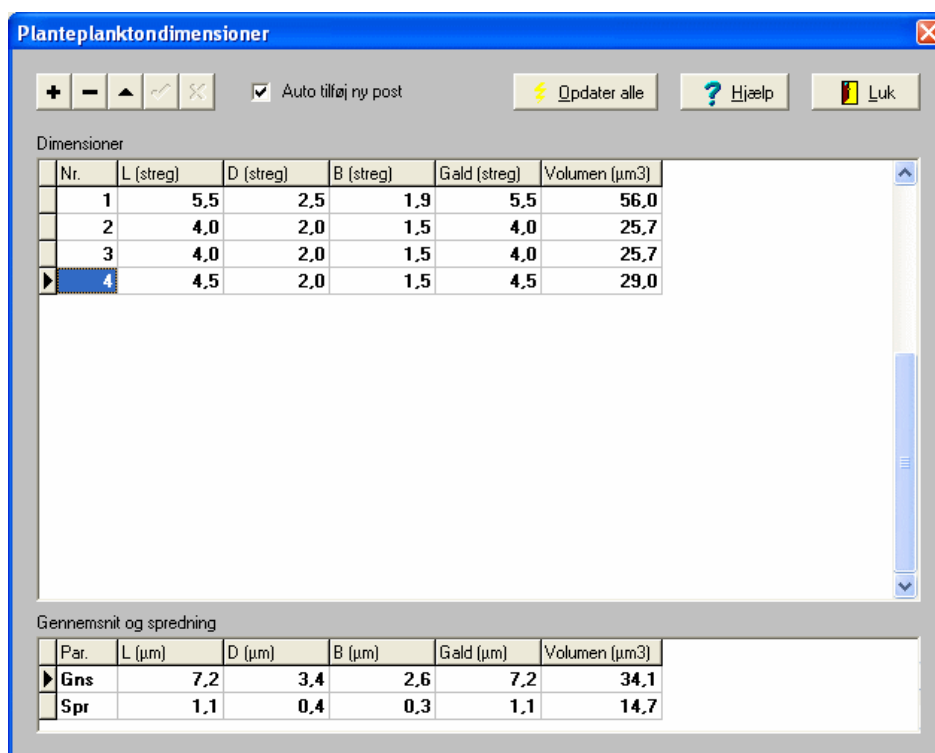 Planteplanktondimensioner
Auto tilføj ny post Opdater alle Hjælp Luk
Dimensioner
Nr. L (streg) D (streg) B (streg) Gald (streg) Volumen (µm3)
1 5,5 2,5 1,9 5,5 56,0
2 4,0 2,0 1,5 4,0 25,7
3 4,0 2,0 1,5 4,0 25,7
4 4,5 2,0 1,5 4,5 29,0
Gennemsnit og spredning
Par. L (µm) D (µm) B (µm) Gald (µm) Volumen (µm3)
Gns 7,2 3,4 2,6 7,2 34,1
Spr 1,1 0,4 0,3 1,1 14,7